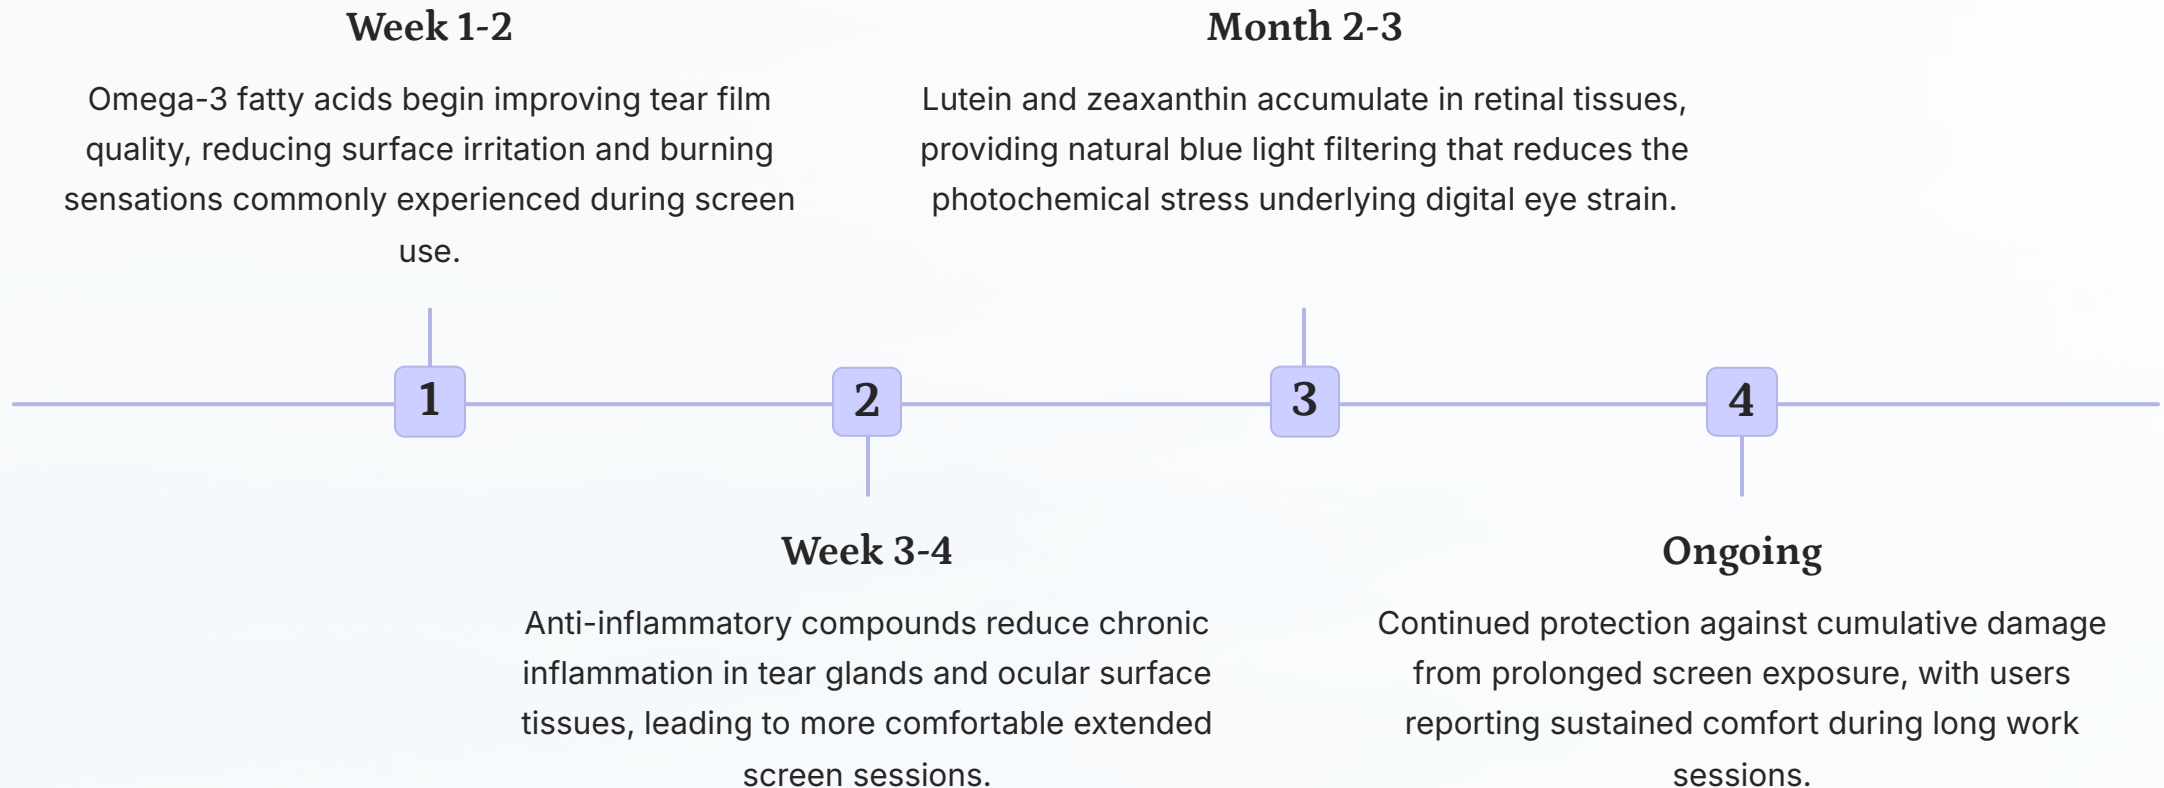 Week 1-2
Omega-3 fatty acids begin improving tear film
quality, reducing surface irritation and burning
sensations commonly experienced during screen
use.
Month 2-3
Lutein and zeaxanthin accumulate in retinal tissues,
providing natural blue light filtering that reduces the
photochemical stress underlying digital eye strain.
1
2
3
4
Week 3-4
Anti-inflammatory compounds reduce chronic
inflammation in tear glands and ocular surface
tissues, leading to more comfortable extended
screen sessions.
Ongoing
Continued protection against cumulative damage
from prolonged screen exposure, with users
reporting sustained comfort during long work
sessions.